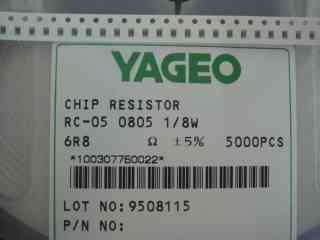 YAGEO
CHIP RESISTOR
RC-05 0805 1/8W
6R8 Ω ±5% 5000PCS
*100307760022*
LOT NO: 9508115
P/N NO: